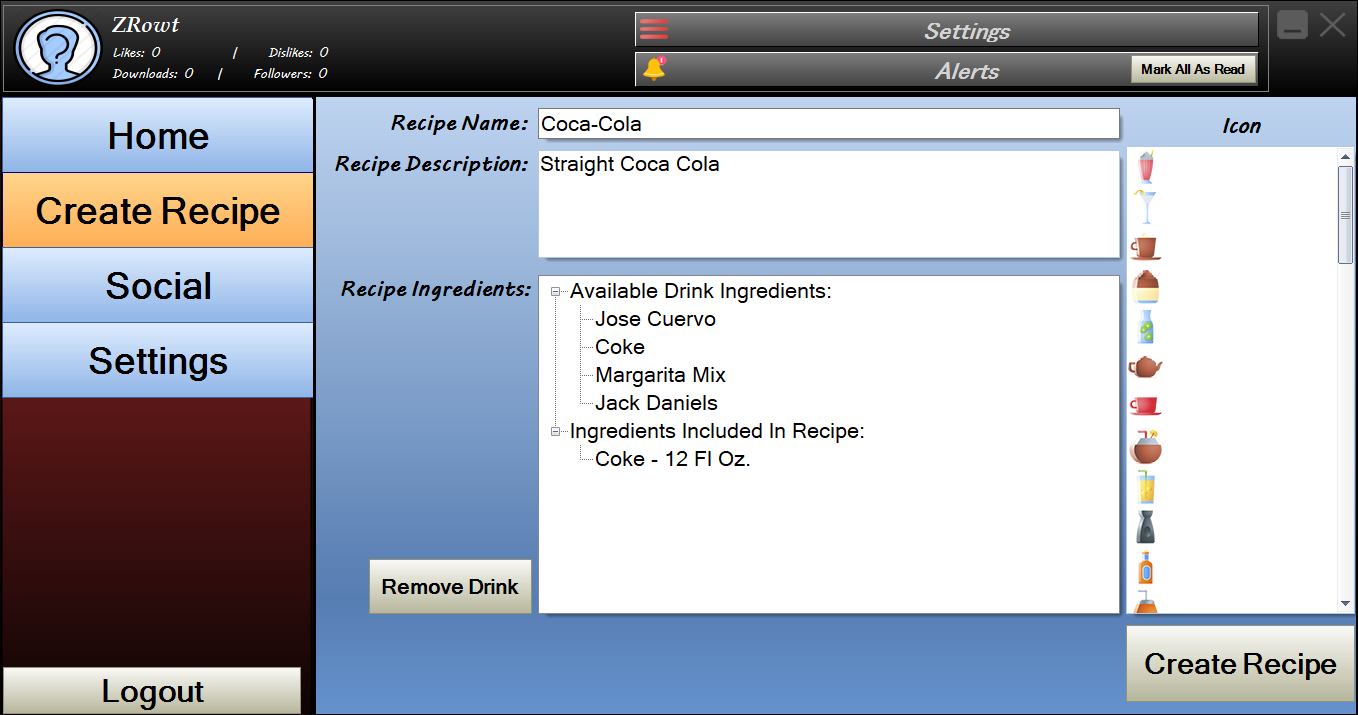 ZRowt
Likes: 0 / Dislikes: 0
Downloads: 0 / Followers: 0
Settings
Alerts
Mark All As Read
Home
Create Recipe
Social
Settings
Logout
Recipe Name: Coca-Cola
Recipe Description: Straight Coca Cola
Recipe Ingredients:
Available Drink Ingredients:
Jose Cuervo
Coke
Margarita Mix
Jack Daniels
Ingredients Included In Recipe:
Coke - 12 Fl Oz.
Remove Drink
Icon
Create Recipe